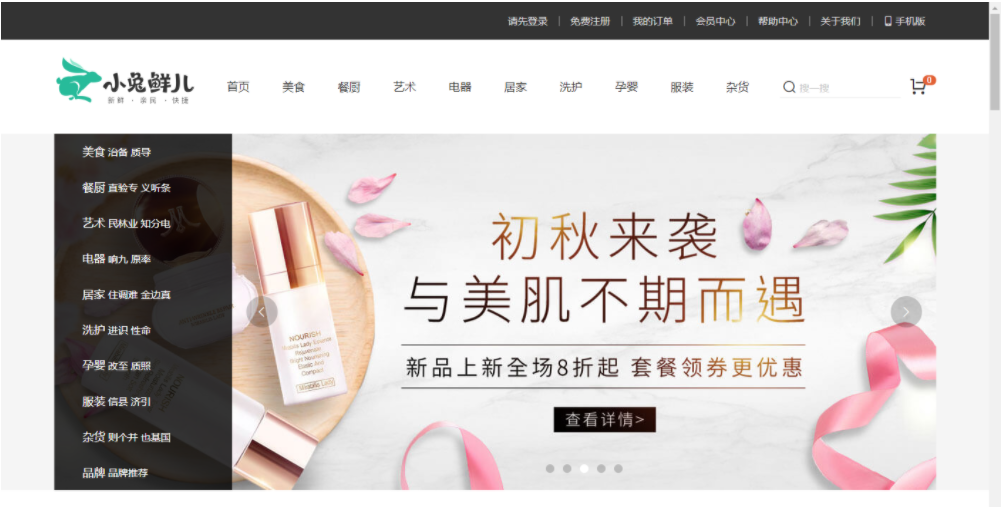 请先登录 | 免费注册 | 我的订单 | 会员中心 | 帮助中心 | 关于我们 | 手机版
小兔鲜儿
新鲜 · 亲民 · 快捷
首页 美食 餐厨 艺术 电器 居家 洗护 孕婴 服装 杂货 搜一搜 0
美食 治备 质导
餐厨 直验专 义听条
艺术 民林业 知分电
电器 响九 原率
居家 住调难 全边真
洗护 进识 性命
孕婴 改至 质照
服装 信县 济引
杂货 则个开 也基国
品牌 品牌推荐
初秋来袭
与美肌不期而遇
新品上新全场8折起 套餐领券更优惠
查看详情>
NOURISH